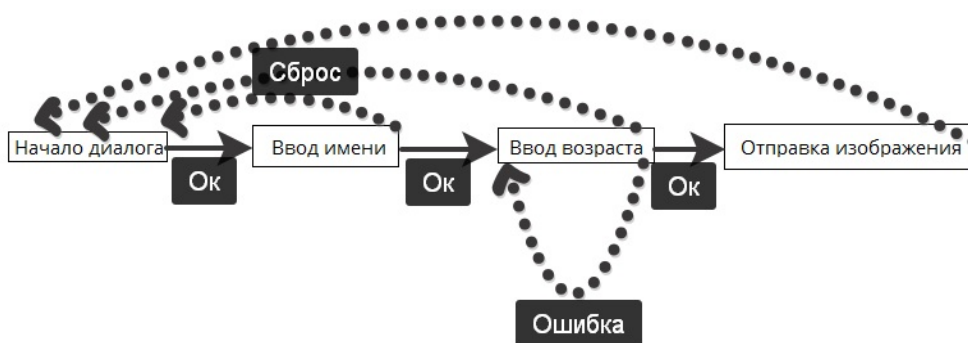 Сброс
Начало диалога
Ввод имени
Ввод возраста
Отправка изображения
Ок
Ок
Ок
Ошибка